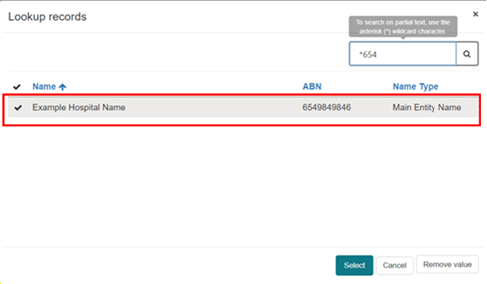 Lookup records
×
To search on partial text, use the
asterisk (*) wildcard character
*654
✓ Name ↑ ABN Name Type
✓ Example Hospital Name 6549849846 Main Entity Name
Select Cancel Remove value